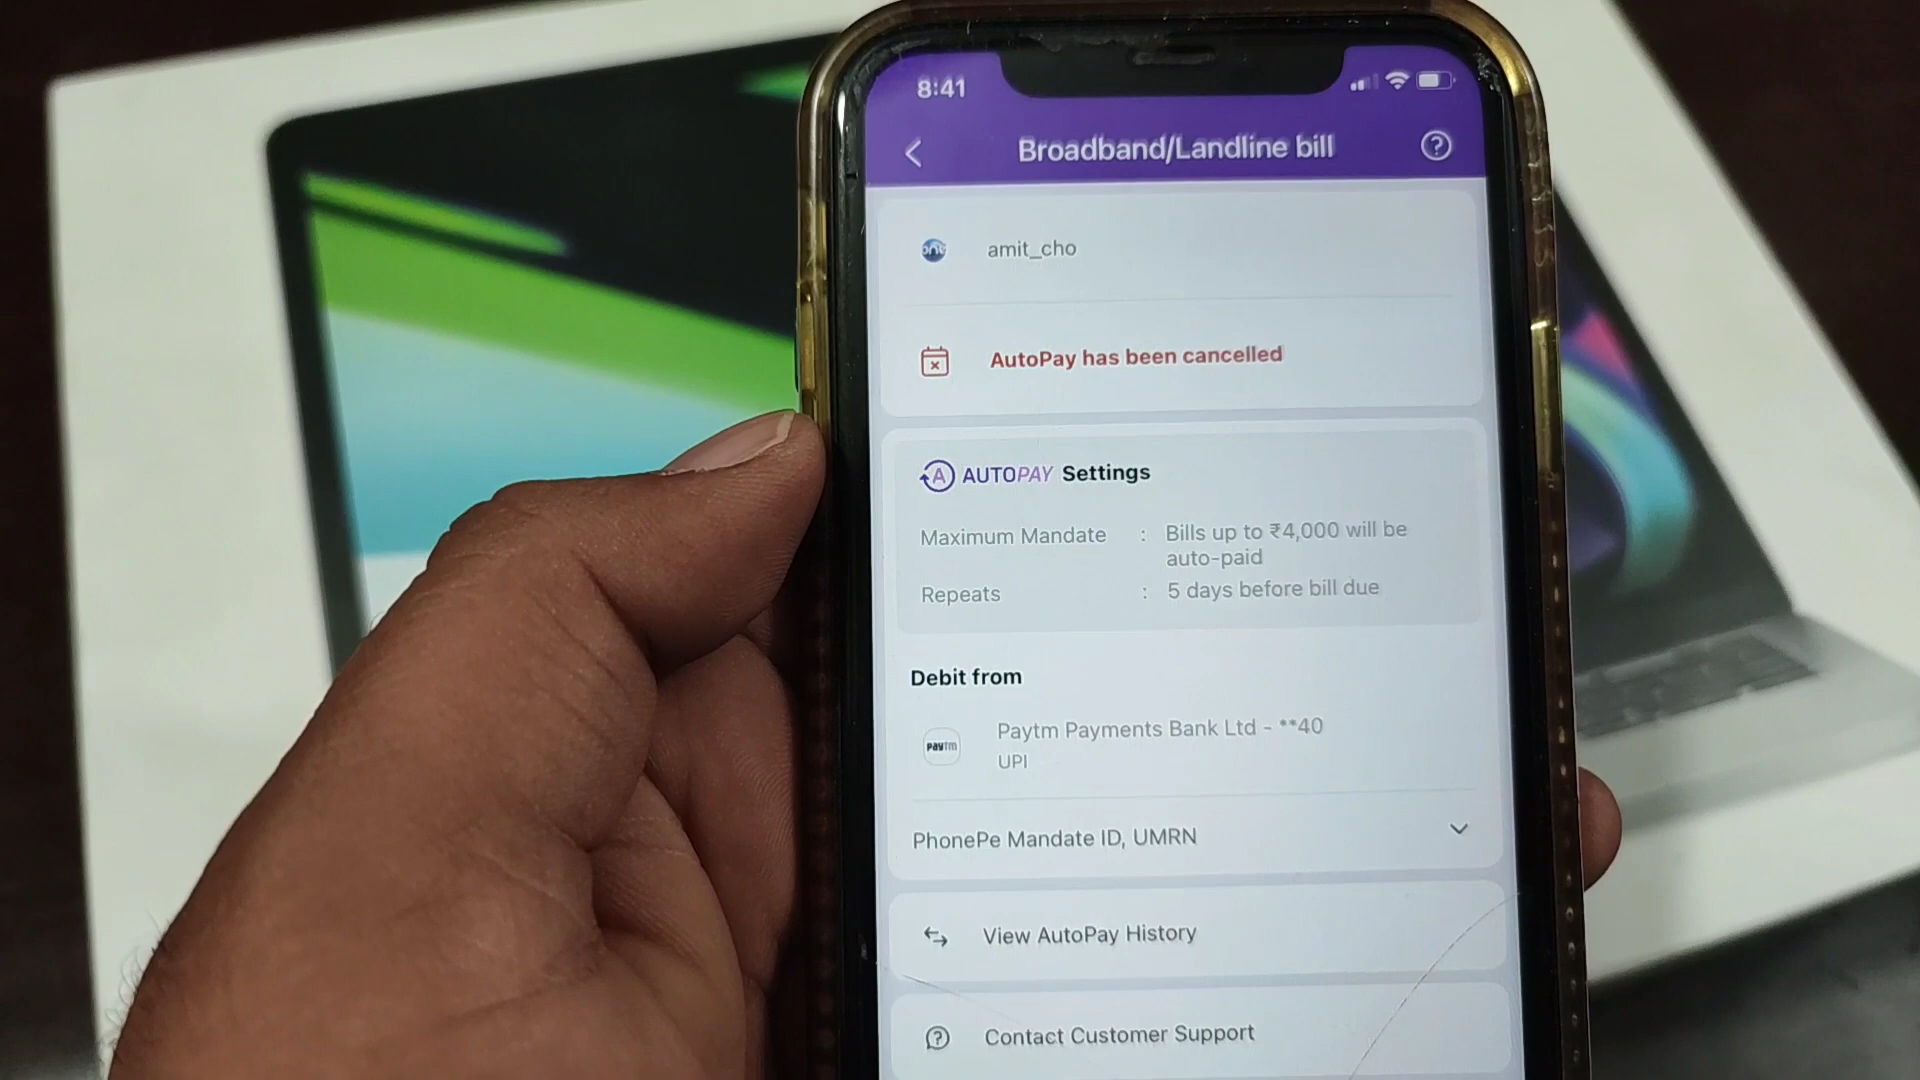 8:41
Broadband/Landline bill
one
amit_cho
AutoPay has been cancelled
AUTOPAY Settings
Maximum Mandate : Bills up to ₹4,000 will be
auto-paid
Repeats : 5 days before bill due
Debit from
paytm
Paytm Payments Bank Ltd - **40
UPI
PhonePe Mandate ID, UMRN
View AutoPay History
Contact Customer Support